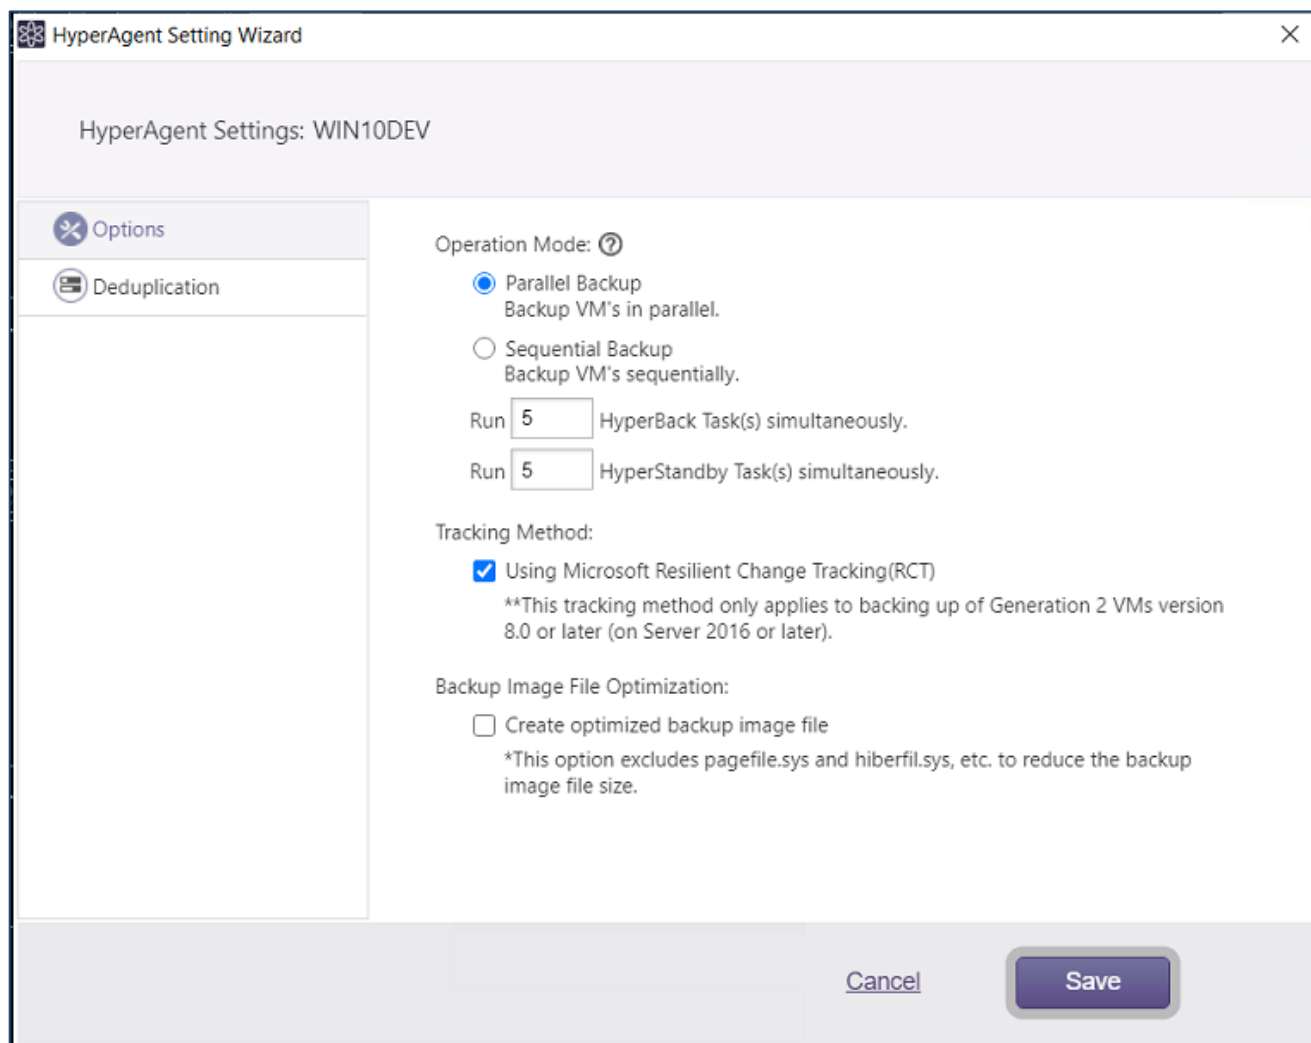 HyperAgent Setting Wizard
HyperAgent Settings: WIN10DEV
Options
Deduplication
Operation Mode:
Parallel Backup
Backup VM's in parallel.
Sequential Backup
Backup VM's sequentially.
Run 5 HyperBack Task(s) simultaneously.
Run 5 HyperStandby Task(s) simultaneously.
Tracking Method:
Using Microsoft Resilient Change Tracking(RCT)
**This tracking method only applies to backing up of Generation 2 VMs version
8.0 or later (on Server 2016 or later).
Backup Image File Optimization:
Create optimized backup image file
*This option excludes pagefile.sys and hiberfil.sys, etc. to reduce the backup
image file size.
Cancel
Save